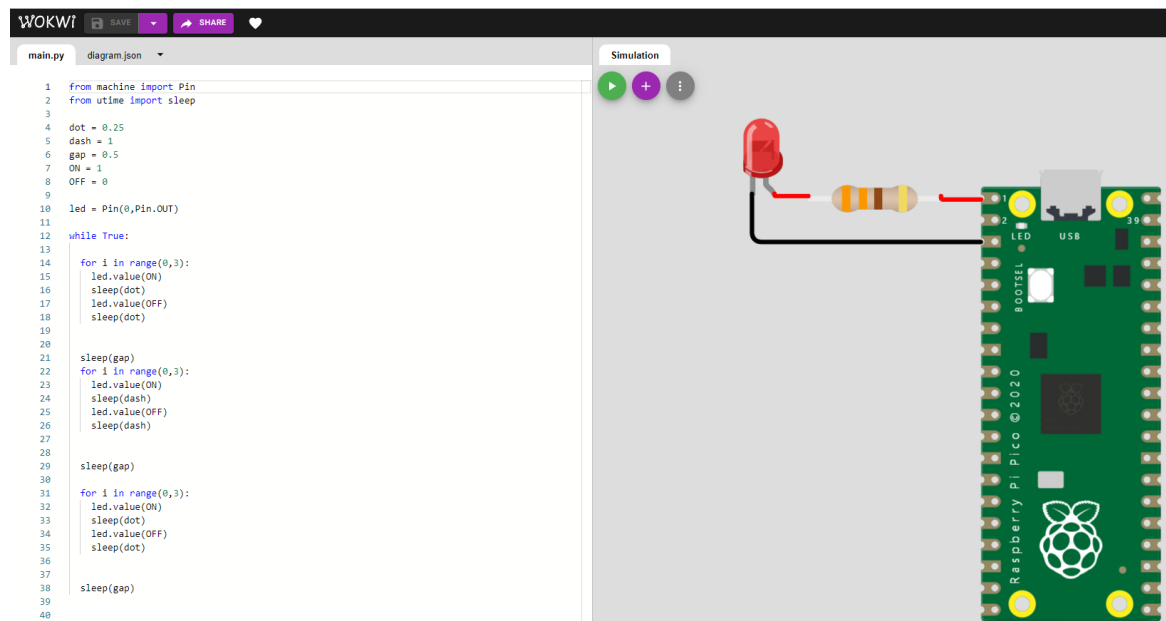 WOKWI SAVE SHARE
main.py diagram.json
Simulation
1 from machine import Pin
2 from utime import sleep
3
4 dot = 0.25
5 dash = 1
6 gap = 0.5
7 ON = 1
8 OFF = 0
9
10 led = Pin(0,Pin.OUT)
11
12 while True:
13
14 for i in range(0,3):
15 led.value(ON)
16 sleep(dot)
17 led.value(OFF)
18 sleep(dot)
19
20
21 sleep(gap)
22 for i in range(0,3):
23 led.value(ON)
24 sleep(dash)
25 led.value(OFF)
26 sleep(dash)
27
28
29 sleep(gap)
30
31 for i in range(0,3):
32 led.value(ON)
33 sleep(dot)
34 led.value(OFF)
35 sleep(dot)
36
37
38 sleep(gap)
39
40
1
2
39
LED USB
BOOTSEL
Raspberry Pi Pico © 2020